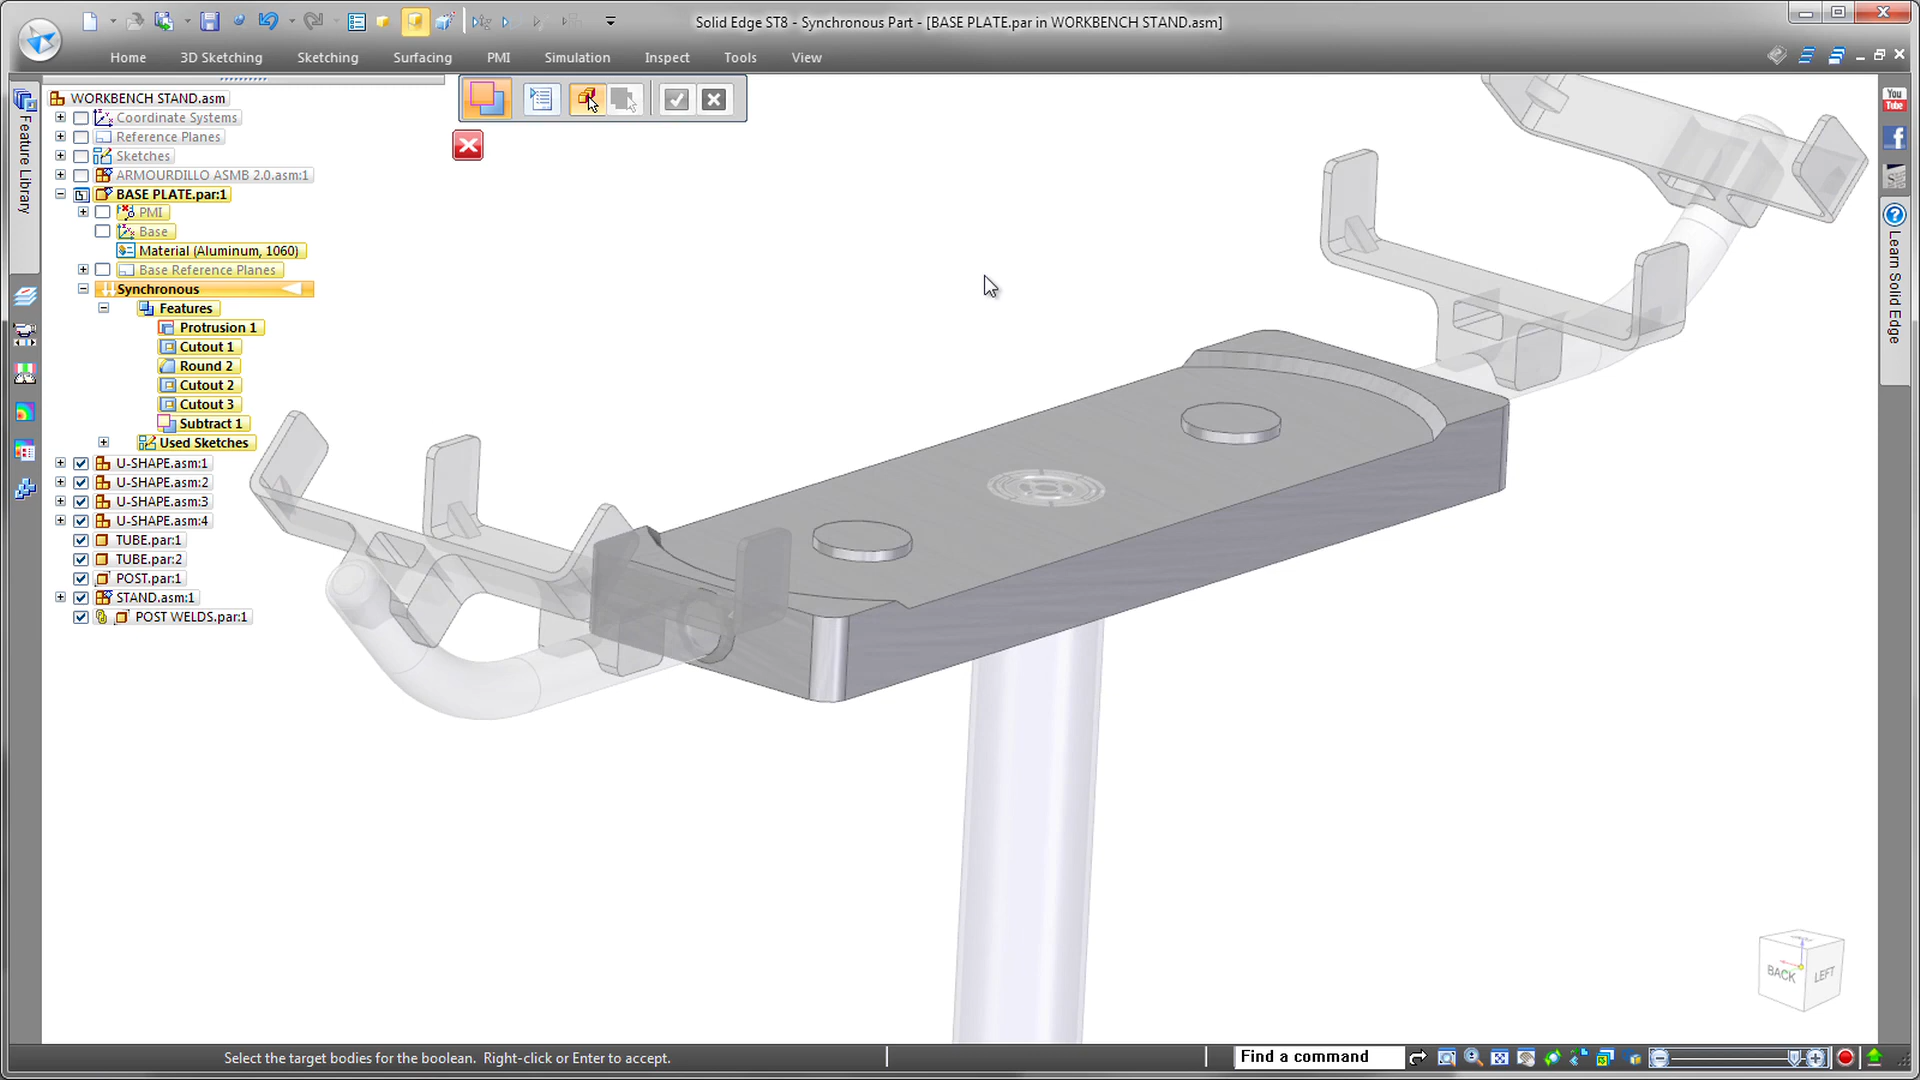 Solid Edge ST8 - Synchronous Part - [BASE PLATE.par in WORKBENCH STAND.asm]
Home
3D Sketching
Sketching
Surfacing
PMI
Simulation
Inspect
Tools
View
Feature Library
WORKBENCH STAND.asm
Coordinate Systems
Reference Planes
Sketches
ARMOURDILLO ASMB 2.0.asm:1
BASE PLATE.par:1
PMI
Base
Material (Aluminum, 1060)
Base Reference Planes
Synchronous
Features
Protrusion 1
Cutout 1
Round 2
Cutout 2
Cutout 3
Subtract 1
Used Sketches
U-SHAPE.asm:1
U-SHAPE.asm:2
U-SHAPE.asm:3
U-SHAPE.asm:4
TUBE.par:1
TUBE.par:2
POST.par:1
STAND.asm:1
POST WELDS.par:1
You
Tube
Learn Solid Edge
BACK
LEFT
Select the target bodies for the boolean. Right-click or Enter to accept.
Find a command